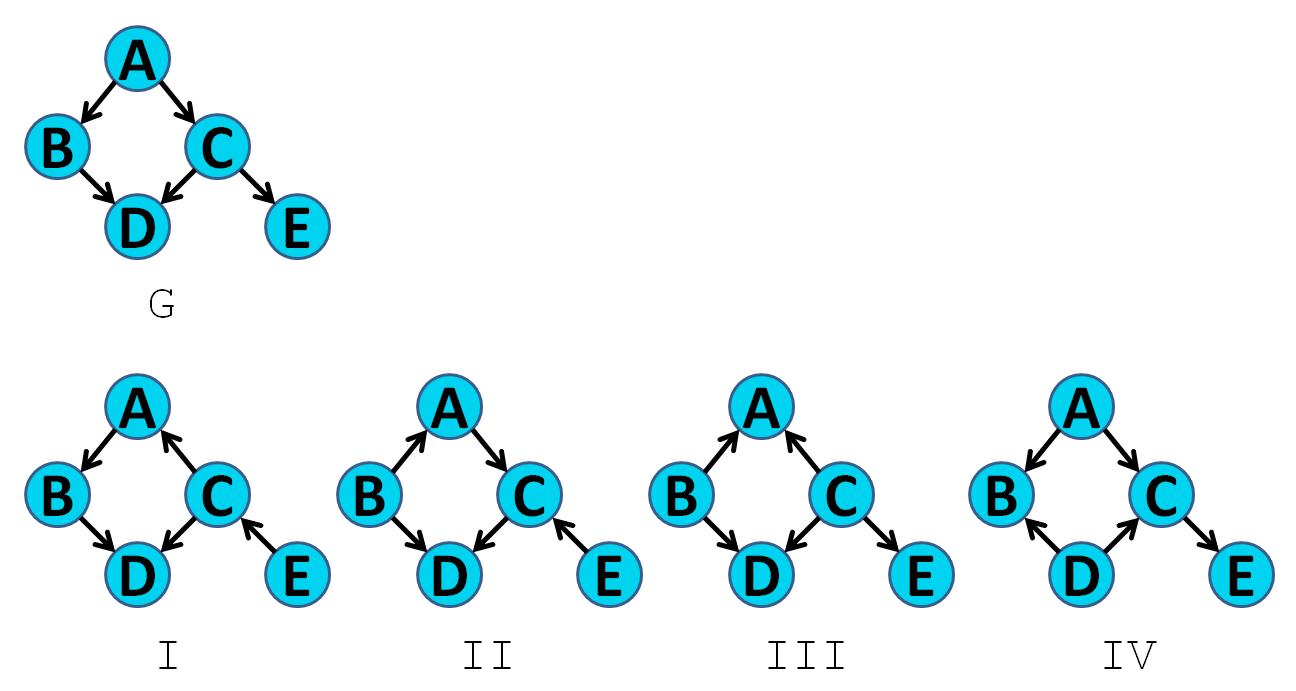 A
B C
D E
G
A A A A
B C B C B C B C
D E D E D E D E
I II III IV